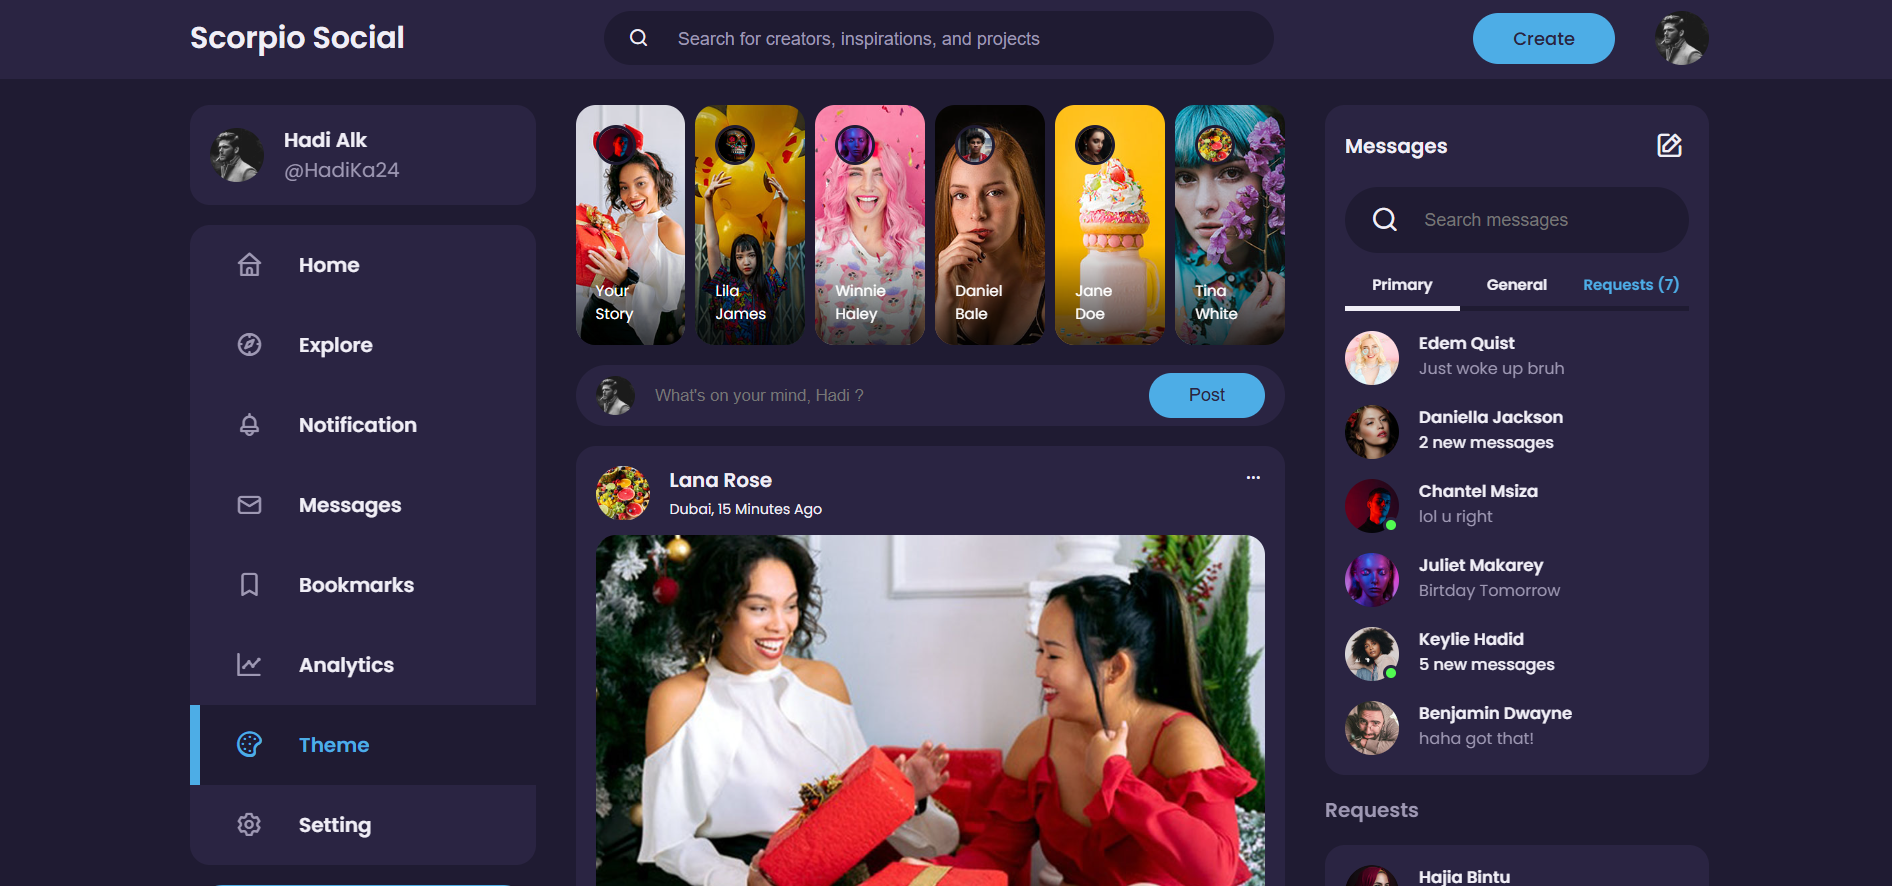 Scorpio Social
Search for creators, inspirations, and projects
Create
Hadi Alk
@HadiKa24
Home
Explore
Notification
Messages
Bookmarks
Analytics
Theme
Setting
Your
Story
Lila
James
Winnie
Haley
Daniel
Bale
Jane
Doe
Tina
White
What's on your mind, Hadi ?
Post
Lana Rose
Dubai, 15 Minutes Ago
Messages
Search messages
Primary
General
Requests (7)
Edem Quist
Just woke up bruh
Daniella Jackson
2 new messages
Chantel Msiza
lol u right
Juliet Makarey
Birtday Tomorrow
Keylie Hadid
5 new messages
Benjamin Dwayne
haha got that!
Requests
Hajia Bintu